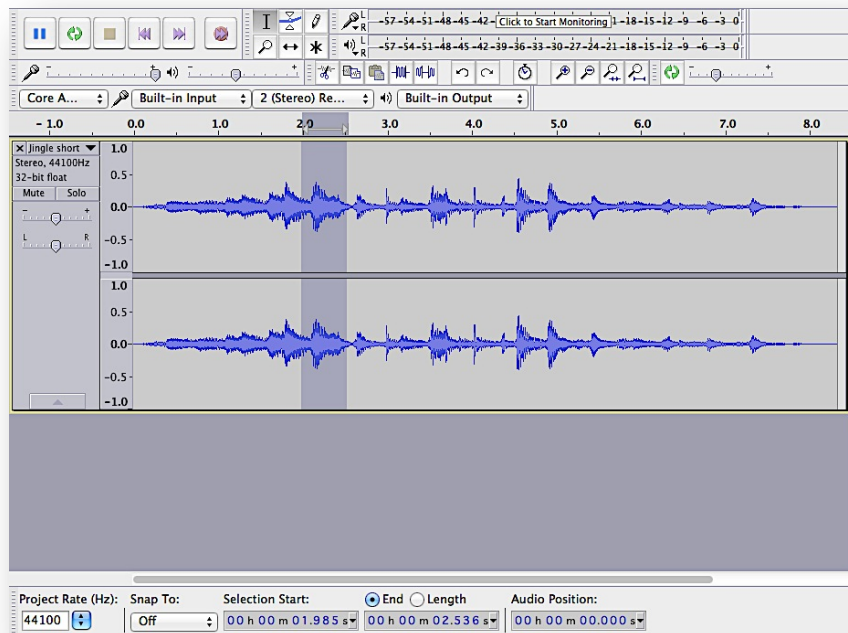 L
R
-57 -54 -51 -48 -45 -42- Click to Start Monitoring 1 -18 -15 -12 -9 -6 -3 0
L
R
-57 -54 -51 -48 -45 -42 -39 -36 -33 -30 -27 -24 -21 -18 -15 -12 -9 -6 -3 0
Core A... Built-in Input 2 (Stereo) Re... Built-in Output
- 1.0 0.0 1.0 2.0 3.0 4.0 5.0 6.0 7.0 8.0
Jingle short 1.0
Stereo, 44100Hz
32-bit float 0.5
Mute Solo
- + 0.0
L R -0.5
-1.0
1.0
0.5
0.0
-0.5
-1.0
Project Rate (Hz): Snap To: Selection Start: End Length Audio Position:
44100 Off 00 h 00 m 01.985 s 00 h 00 m 02.536 s 00 h 00 m 00.000 s